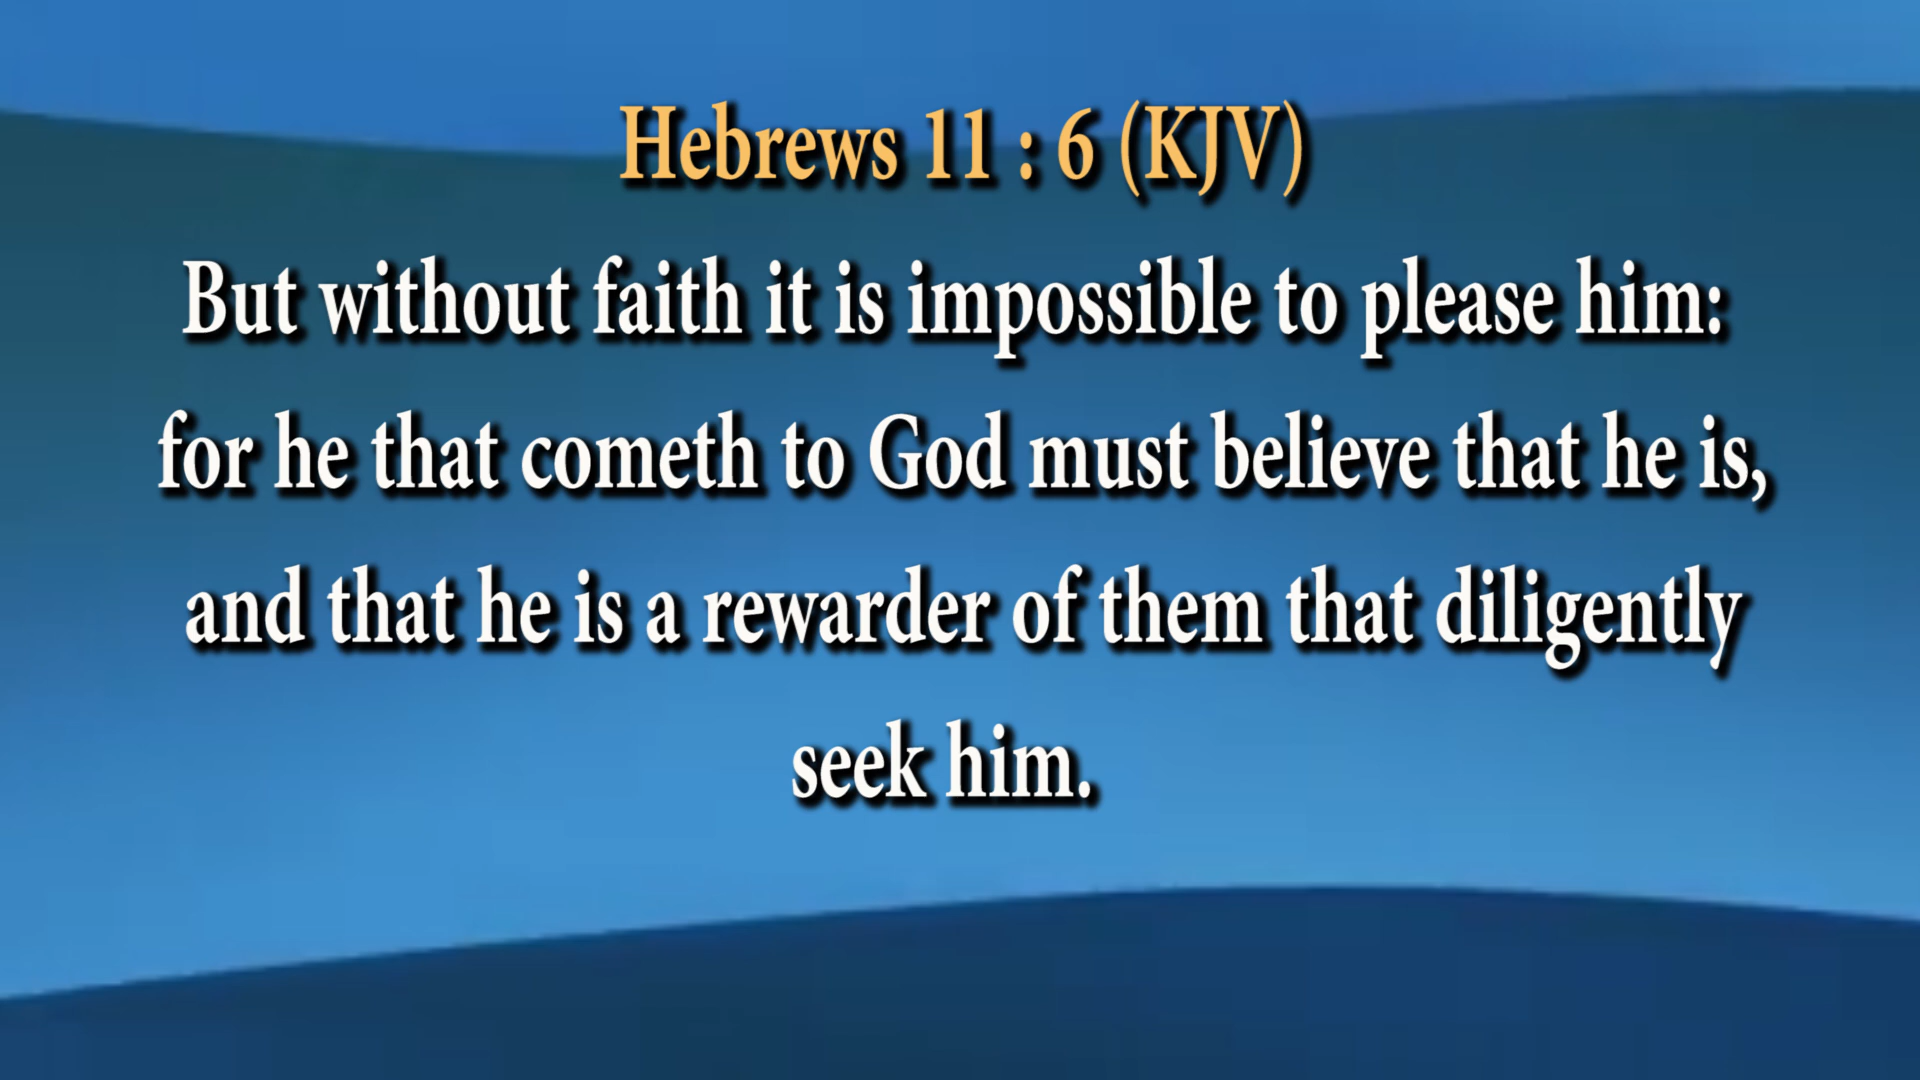 Hebrews 11 : 6 (KJV)
But without faith it is impossible to please him:
for he that cometh to God must believe that he is,
and that he is a rewarder of them that diligently
seek him.